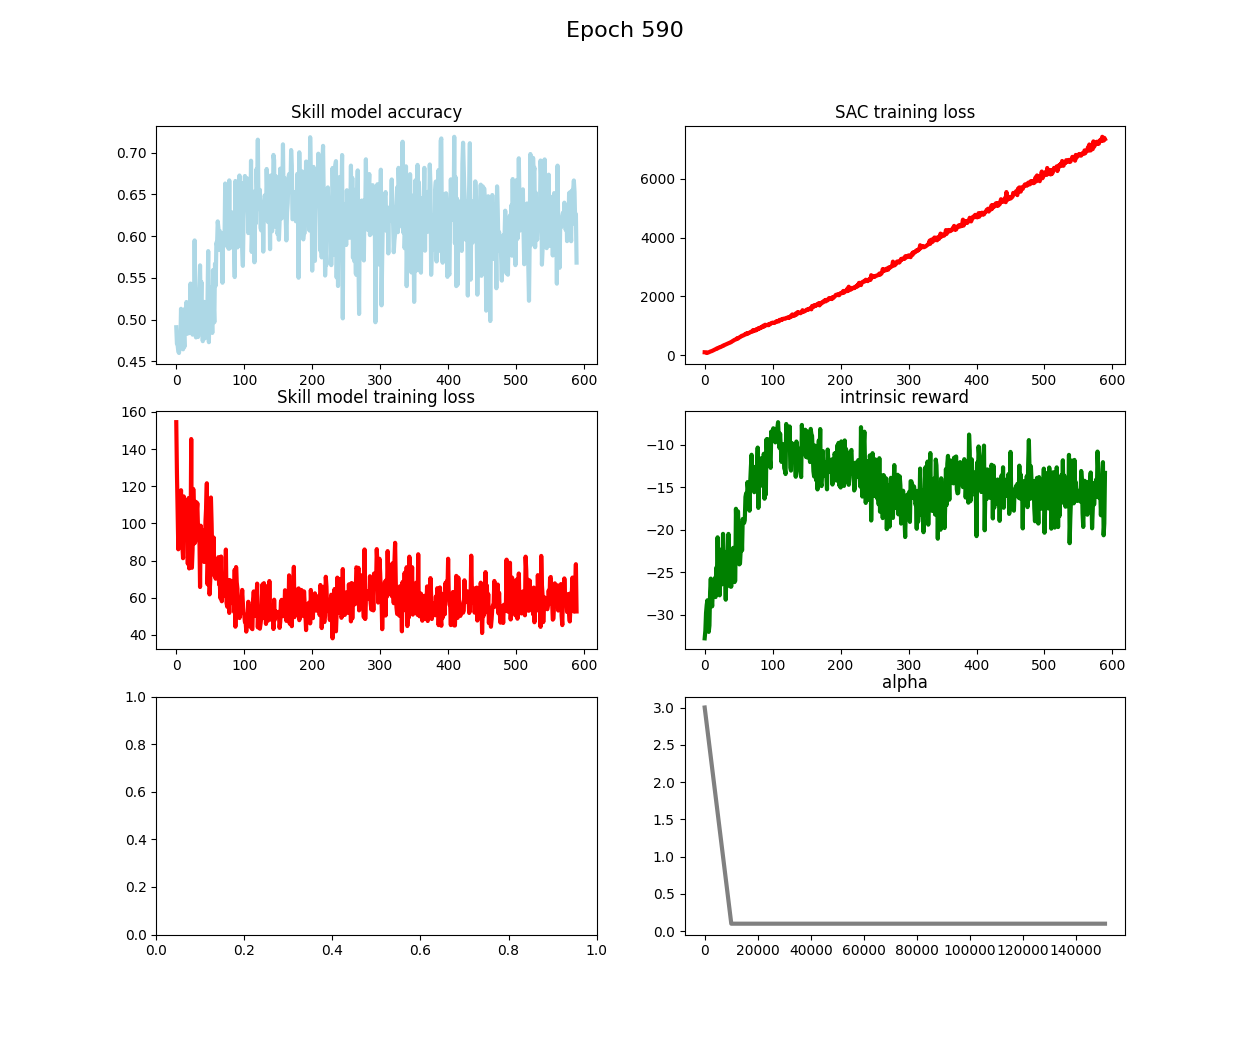 Epoch 590
Skill model accuracy
0.70
0.65
0.60
0.55
0.50
0.45
0 100 200 300 400 500 600
SAC training loss
6000
4000
2000
0
0 100 200 300 400 500 600
Skill model training loss
160
140
120
100
80
60
40
0 100 200 300 400 500 600
intrinsic reward
−10
−15
−20
−25
−30
0 100 200 300 400 500 600
1.0
0.8
0.6
0.4
0.2
0.0
0.0 0.2 0.4 0.6 0.8 1.0
alpha
3.0
2.5
2.0
1.5
1.0
0.5
0.0
0 20000 40000 60000 80000 100000 120000 140000